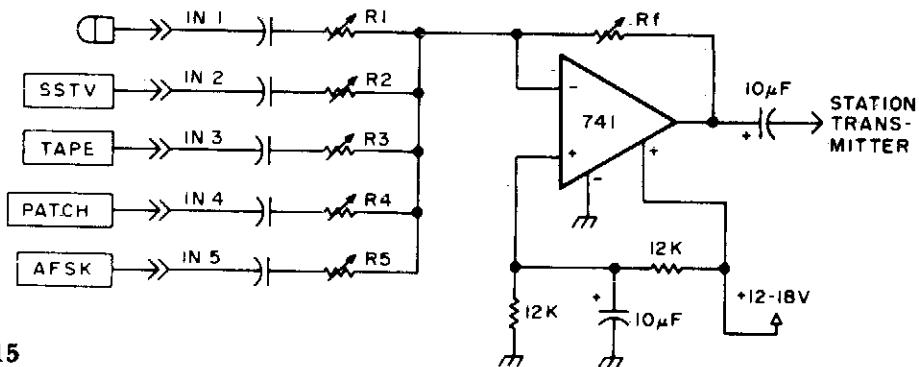 IN 1
R1
SSTV
IN 2
R2
TAPE
IN 3
R3
PATCH
IN 4
R4
AFSK
IN 5
R5
Rf
−
741
+
−
+
10µF
+
STATION
TRANS-
MITTER
12K
12K
+
10µF
+12-18V
15